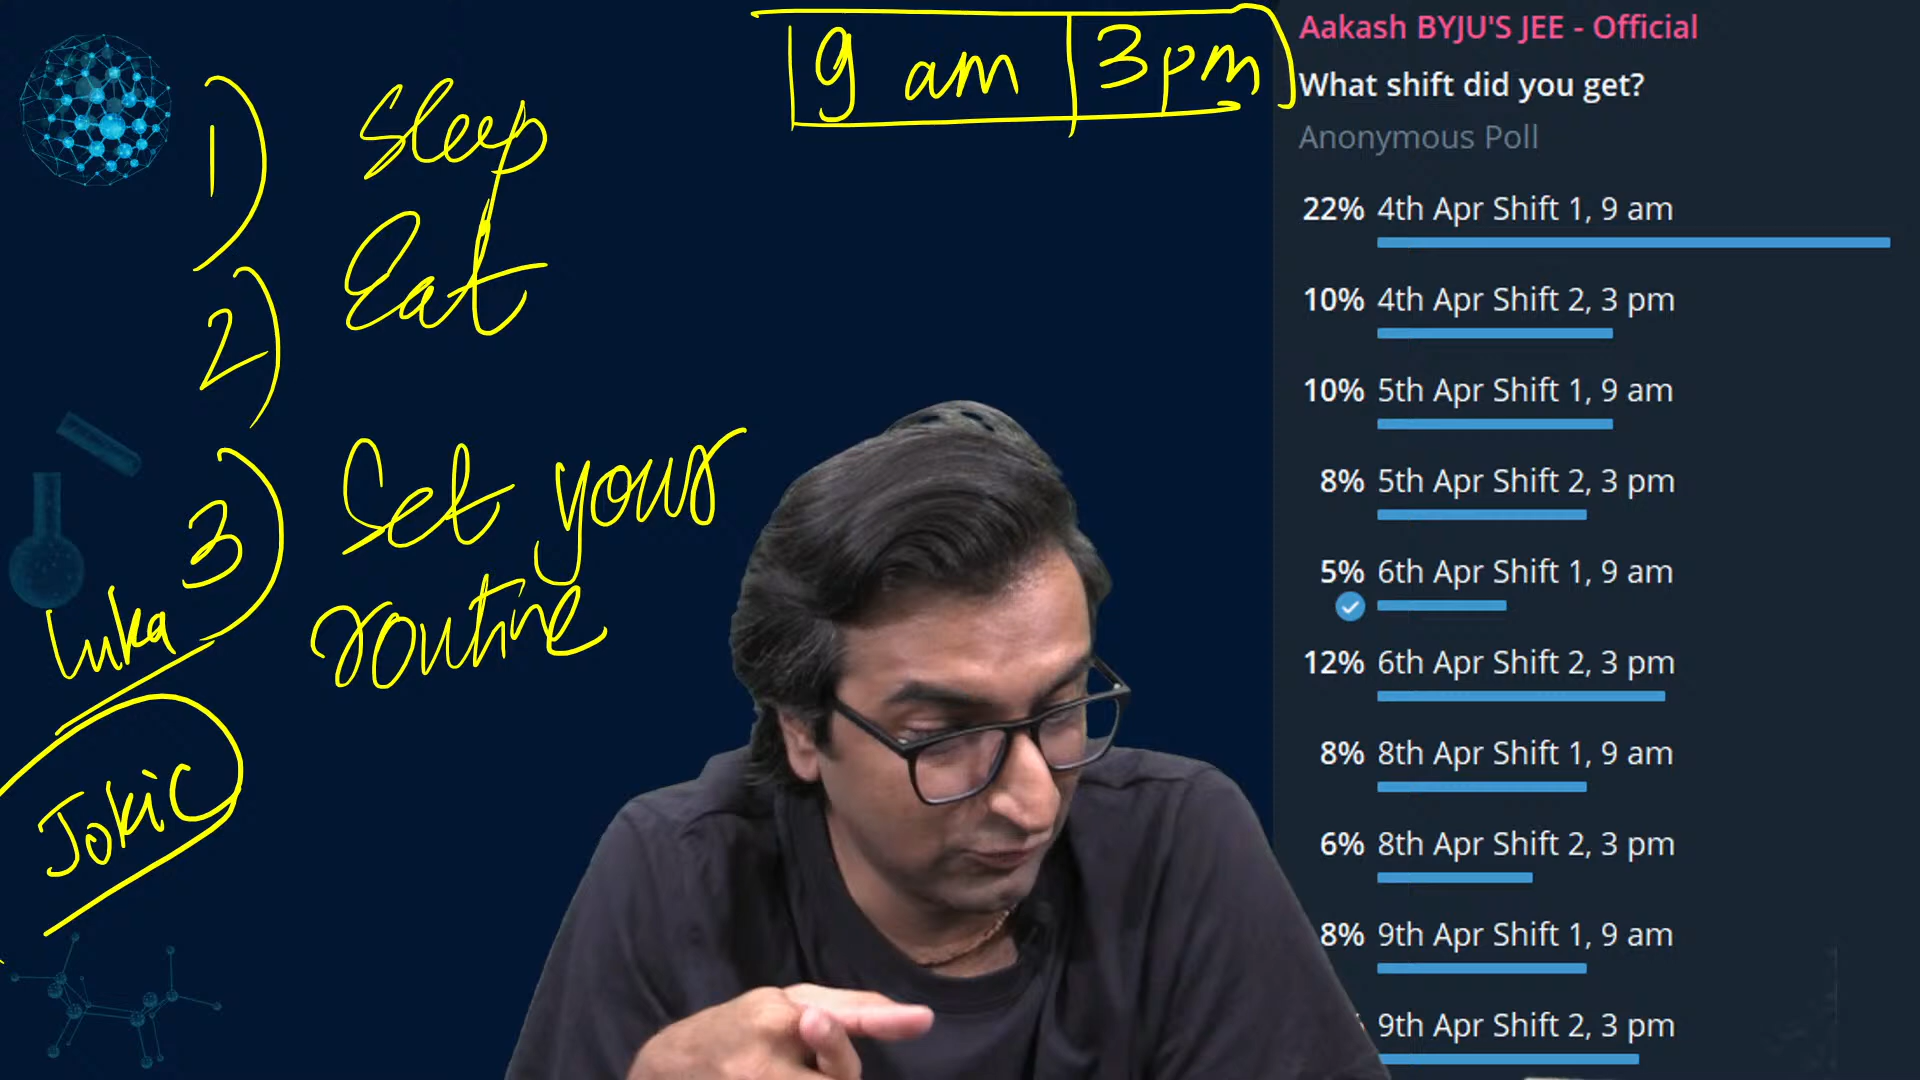 9 am 3pm
1) Sleep
2) Eat
3) Set your
routine
Luka
Jokic
Aakash BYJU'S JEE - Official
What shift did you get?
Anonymous Poll
22% 4th Apr Shift 1, 9 am
10% 4th Apr Shift 2, 3 pm
10% 5th Apr Shift 1, 9 am
8% 5th Apr Shift 2, 3 pm
5% 6th Apr Shift 1, 9 am
12% 6th Apr Shift 2, 3 pm
8% 8th Apr Shift 1, 9 am
6% 8th Apr Shift 2, 3 pm
8% 9th Apr Shift 1, 9 am
9th Apr Shift 2, 3 pm